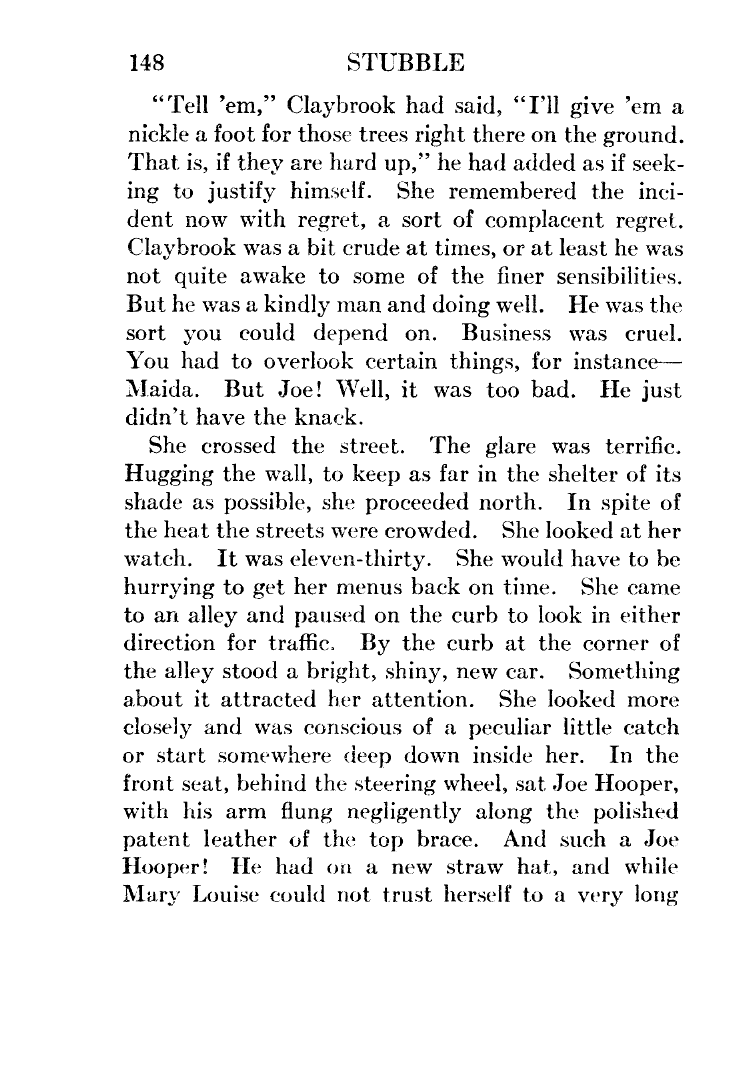 148 STUBBLE
“Tell ’em,” Claybrook had said, “I’ll give ’em a
nickle a foot for those trees right there on the ground.
That is, if they are hard up,” he had added as if seek-
ing to justify himself. She remembered the inci-
dent now with regret, a sort of complacent regret.
Claybrook was a bit crude at times, or at least he was
not quite awake to some of the finer sensibilities.
But he was a kindly man and doing well. He was the
sort you could depend on. Business was cruel.
You had to overlook certain things, for instance—
Maida. But Joe! Well, it was too bad. He just
didn’t have the knack.
She crossed the street. The glare was terrific.
Hugging the wall, to keep as far in the shelter of its
shade as possible, she proceeded north. In spite of
the heat the streets were crowded. She looked at her
watch. It was eleven-thirty. She would have to be
hurrying to get her menus back on time. She came
to an alley and paused on the curb to look in either
direction for traffic. By the curb at the corner of
the alley stood a bright, shiny, new car. Something
about it attracted her attention. She looked more
closely and was conscious of a peculiar little catch
or start somewhere deep down inside her. In the
front seat, behind the steering wheel, sat Joe Hooper,
with his arm flung negligently along the polished
patent leather of the top brace. And such a Joe
Hooper! He had on a new straw hat, and while
Mary Louise could not trust herself to a very long